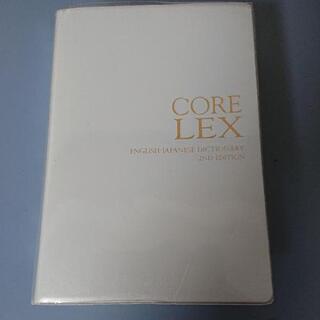 CORE
LEX
ENGLISH-JAPANESE DICTIONARY
2ND EDITION